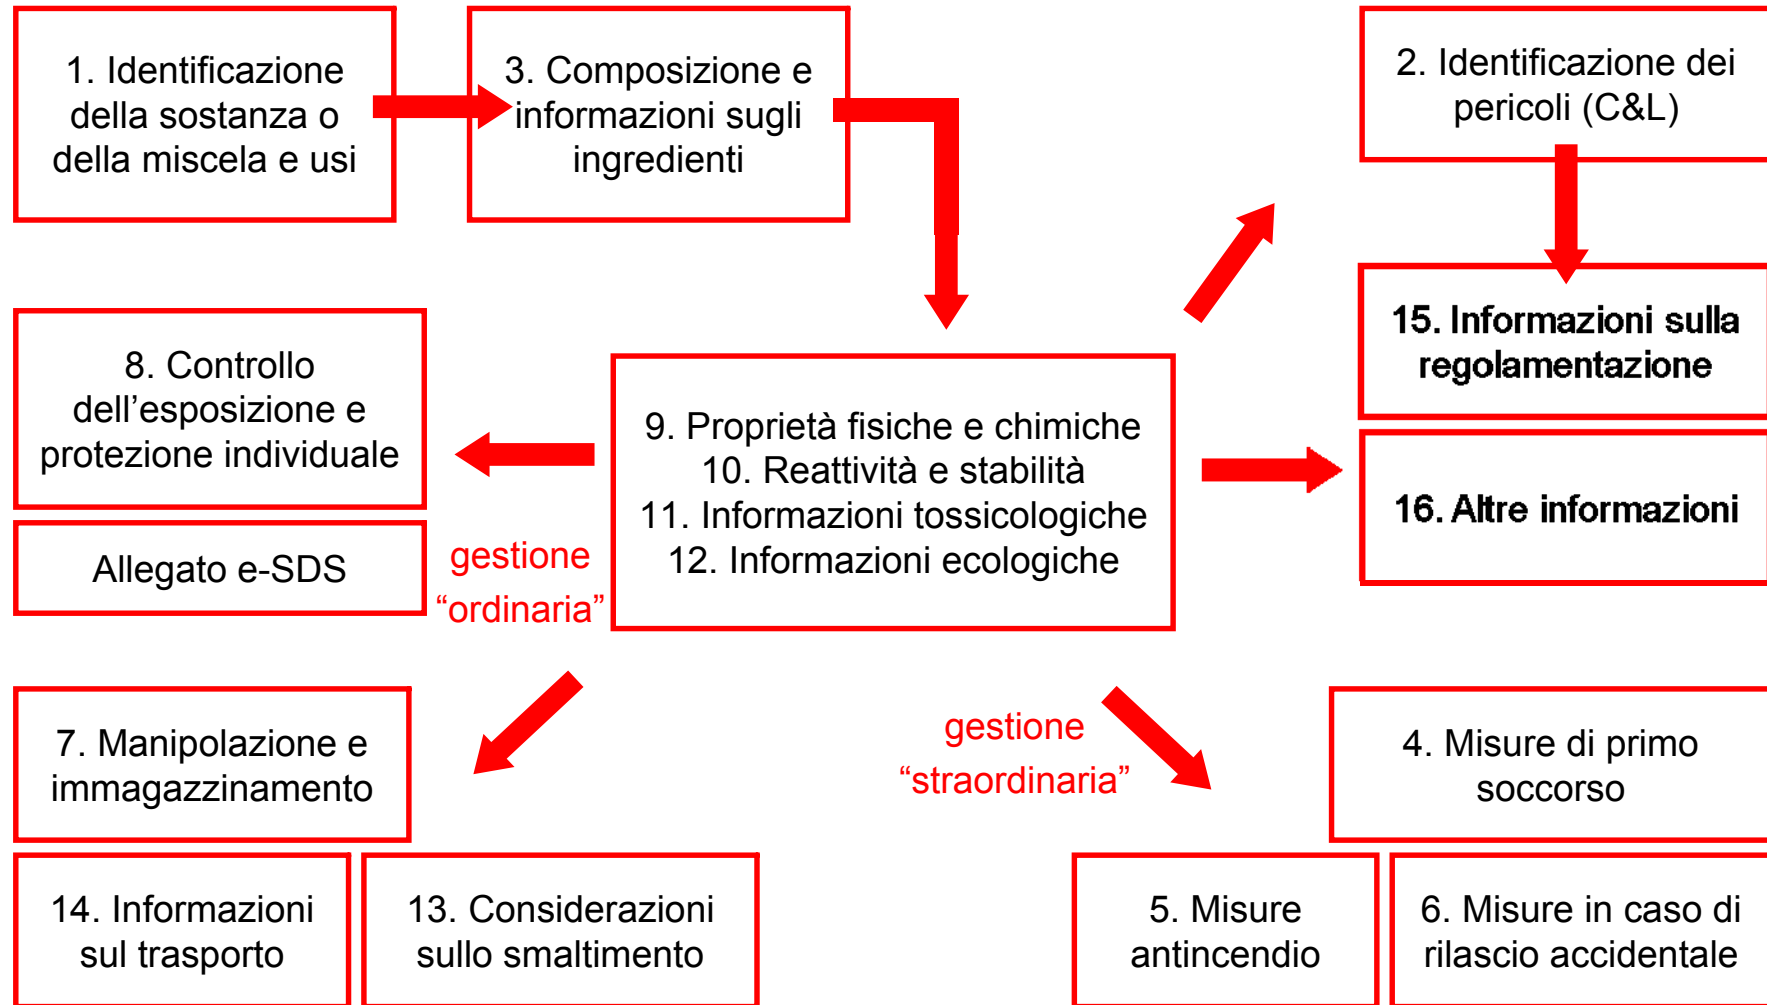 1. Identificazione
della sostanza o
della miscela e usi
3. Composizione e
informazioni sugli
ingredienti
2. Identificazione dei
pericoli (C&L)
15. Informazioni sulla
regolamentazione
16. Altre informazioni
8. Controllo
dell’esposizione e
protezione individuale
Allegato e-SDS
gestione
“ordinaria”
9. Proprietà fisiche e chimiche
10. Reattività e stabilità
11. Informazioni tossicologiche
12. Informazioni ecologiche
7. Manipolazione e
immagazzinamento
14. Informazioni
sul trasporto
13. Considerazioni
sullo smaltimento
gestione
“straordinaria”
4. Misure di primo
soccorso
5. Misure
antincendio
6. Misure in caso di
rilascio accidentale